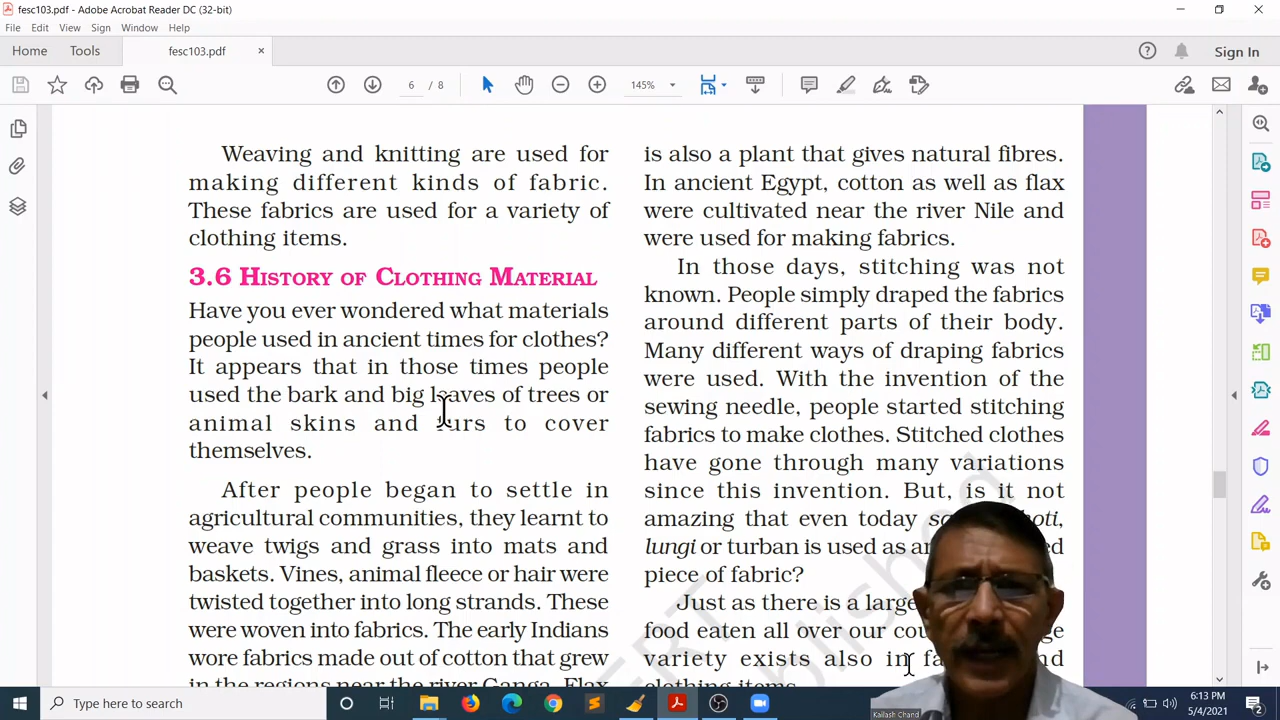 fesc103.pdf - Adobe Acrobat Reader DC (32-bit)
File Edit View Sign Window Help
Home Tools fesc103.pdf × Sign In
6 / 8 145%
Weaving and knitting are used for
making different kinds of fabric.
These fabrics are used for a variety of
clothing items.
3.6 HISTORY OF CLOTHING MATERIAL
Have you ever wondered what materials
people used in ancient times for clothes?
It appears that in those times people
used the bark and big leaves of trees or
animal skins and furs to cover
themselves.
After people began to settle in
agricultural communities, they learnt to
weave twigs and grass into mats and
baskets. Vines, animal fleece or hair were
twisted together into long strands. These
were woven into fabrics. The early Indians
wore fabrics made out of cotton that grew
in the regions near the river Ganga. Flax
is also a plant that gives natural fibres.
In ancient Egypt, cotton as well as flax
were cultivated near the river Nile and
were used for making fabrics.
In those days, stitching was not
known. People simply draped the fabrics
around different parts of their body.
Many different ways of draping fabrics
were used. With the invention of the
sewing needle, people started stitching
fabrics to make clothes. Stitched clothes
have gone through many variations
since this invention. But, is it not
amazing that even today
lungi or turban is used as
piece of fabric?
Just as there is a large
food eaten all over our
variety exists also in
clothing items.
Kailash Chand
Type here to search
6:13 PM
5/4/2021
2